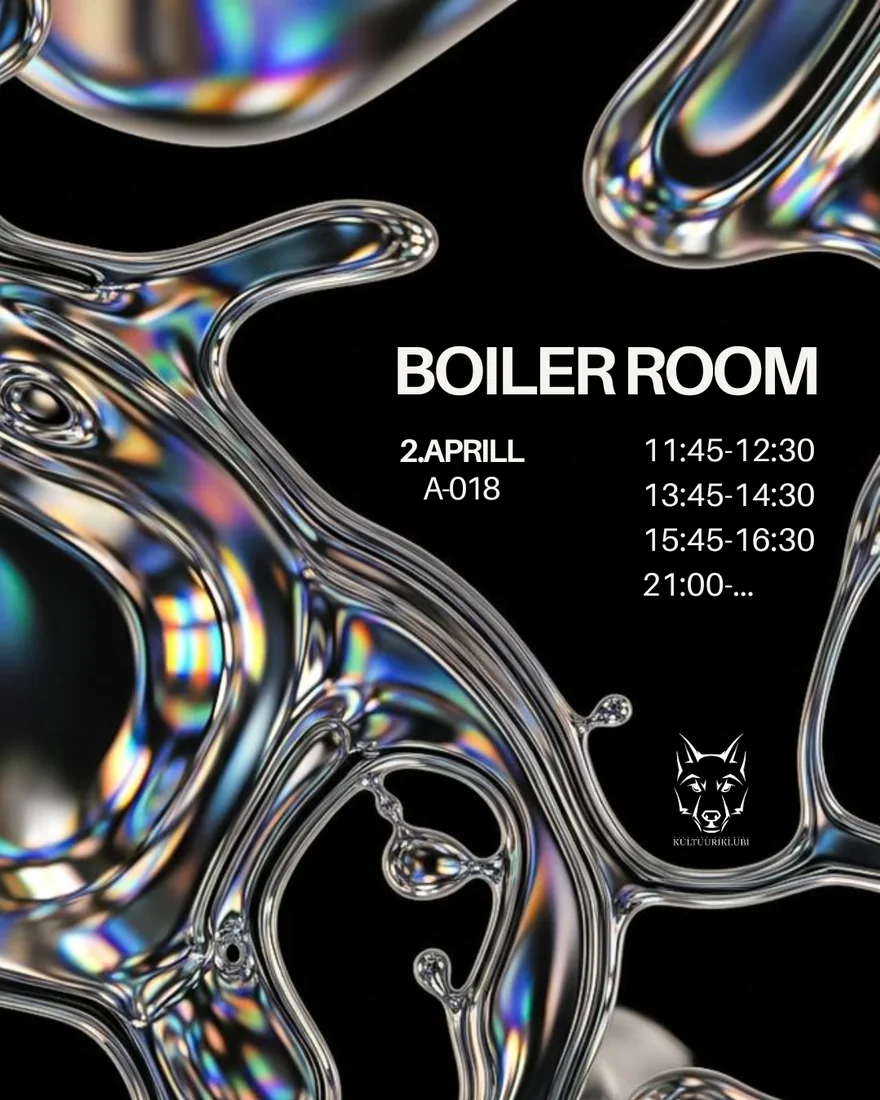 BOILER ROOM
2.APRILL
A-018
11:45-12:30
13:45-14:30
15:45-16:30
21:00-...
KULTUURIKLUBI